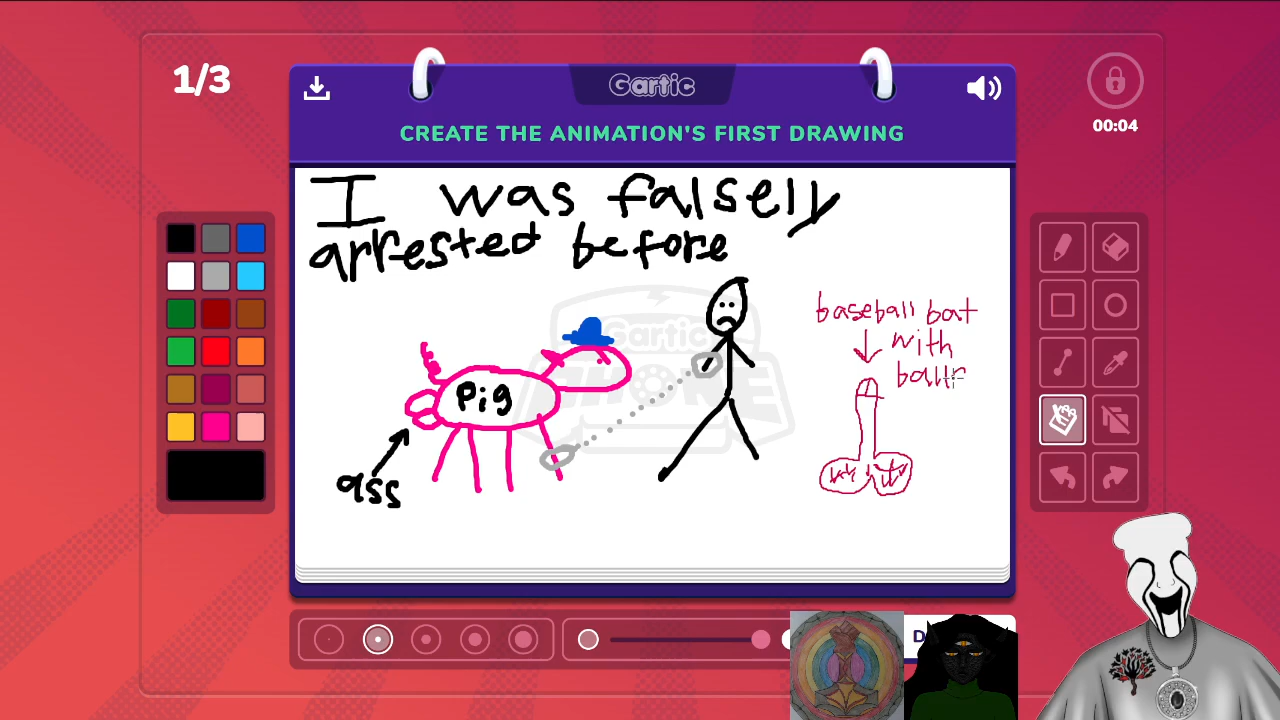 1/3
Gartic
00:04
CREATE THE ANIMATION'S FIRST DRAWING
I was falsely
arrested before
baseball bat
with
balls
Pig
ass